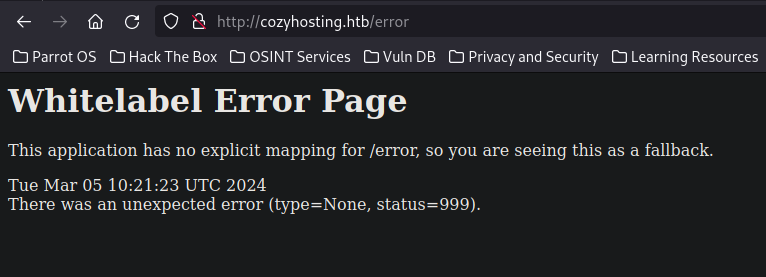 http://cozyhosting.htb/error
Parrot OS Hack The Box OSINT Services Vuln DB Privacy and Security Learning Resources
Whitelabel Error Page
This application has no explicit mapping for /error, so you are seeing this as a fallback.
Tue Mar 05 10:21:23 UTC 2024
There was an unexpected error (type=None, status=999).